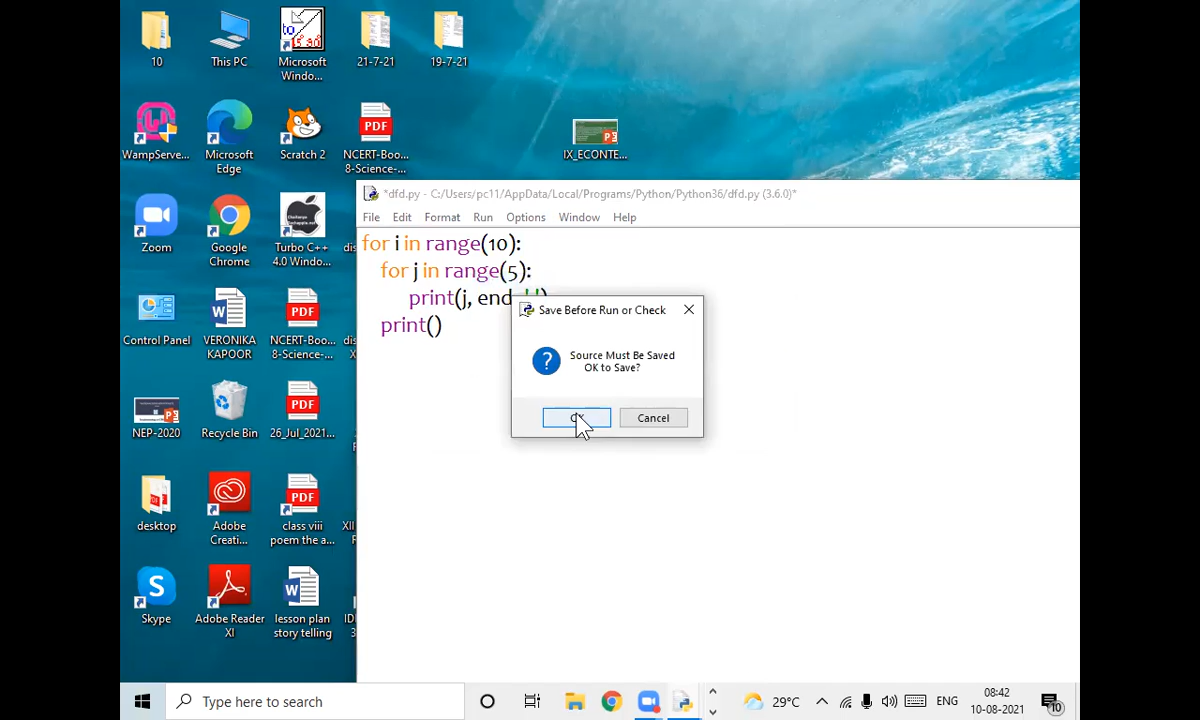 10
This PC
Microsoft
Windo...
21-7-21
19-7-21
WampServe...
Microsoft
Edge
Scratch 2
PDF
NCERT-Boo...
8-Science-...
IX_ECONTE...
*dfd.py - C:/Users/pc11/AppData/Local/Programs/Python/Python36/dfd.py (3.6.0)*
File Edit Format Run Options Window Help
Zoom
Google
Chrome
Turbo C++
4.0 Windo...
for i in range(10):
for j in range(5):
print(j, end
print()
Save Before Run or Check
Source Must Be Saved
OK to Save?
Cancel
Control Panel
VERONIKA
KAPOOR
PDF
NCERT-Boo...
8-Science-...
NEP-2020
Recycle Bin
PDF
26_Jul_2021...
desktop
Adobe
Creati...
PDF
class viii
poem the a...
Skype
Adobe Reader
XI
lesson plan
story telling
Type here to search
29°C
ENG
08:42
10-08-2021
10